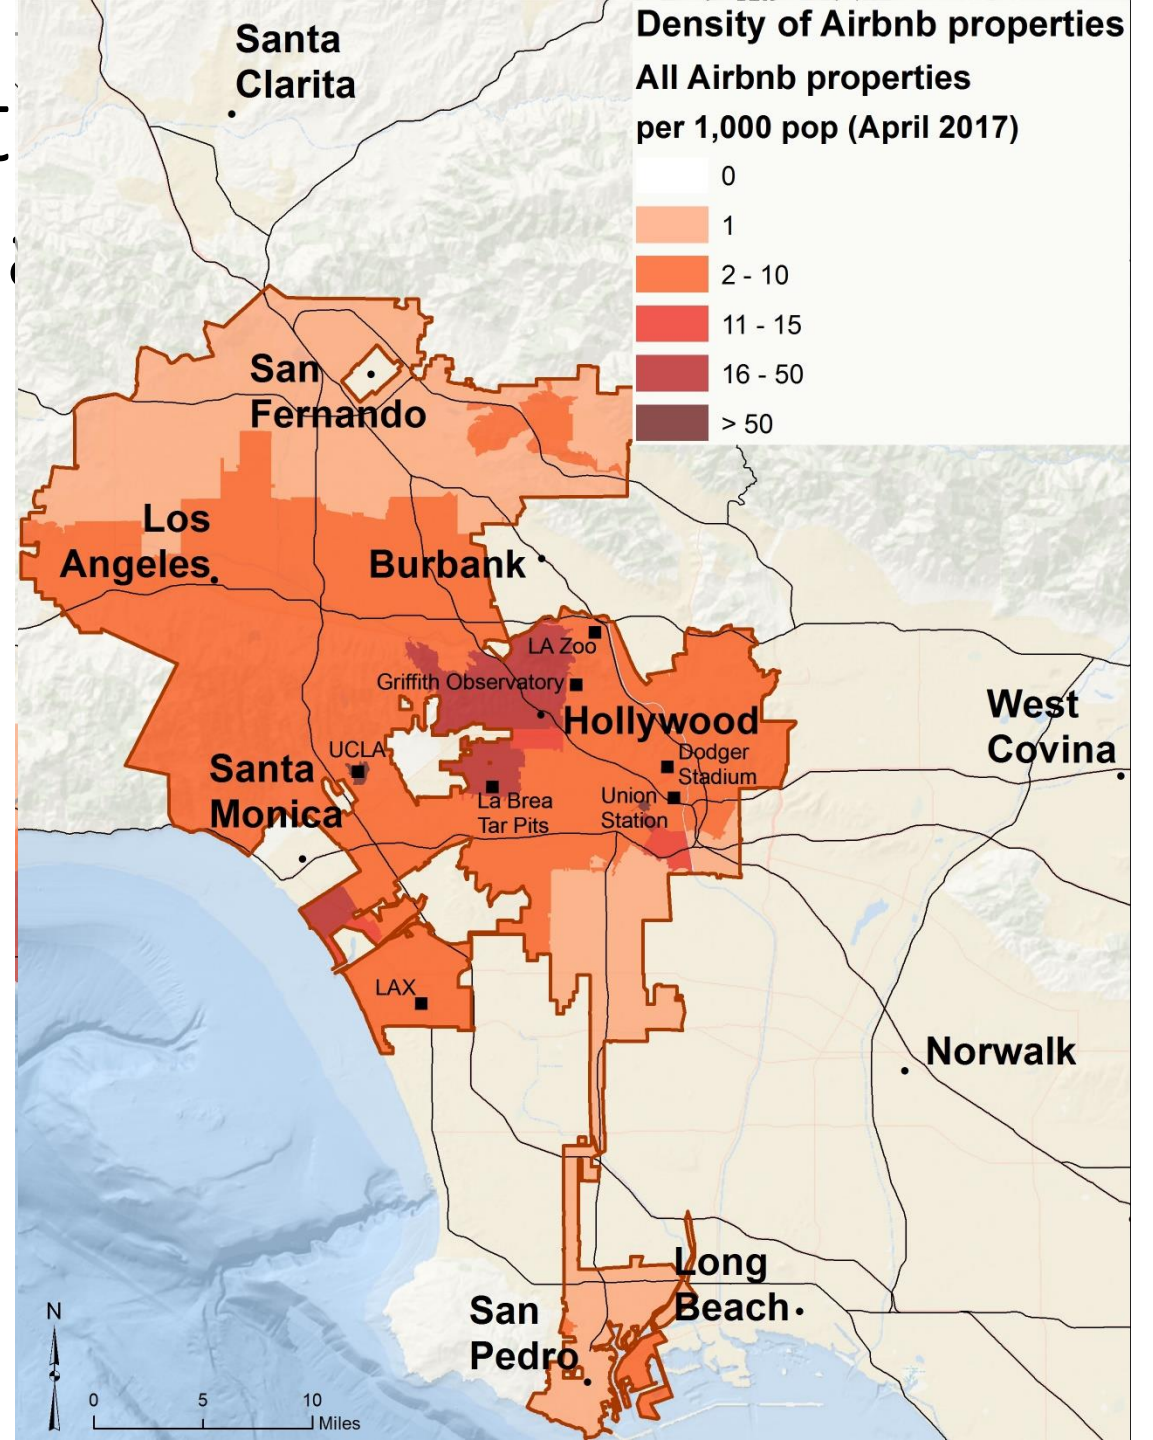 Density of Airbnb properties
All Airbnb properties
per 1,000 pop (April 2017)
0
1
2 - 10
11 - 15
16 - 50
> 50
Santa
Clarita
San
Fernando
Los
Angeles
Burbank
LA Zoo
Griffith Observatory
Hollywood
West
Covina
UCLA
Dodger
Stadium
Santa
Monica
La Brea
Tar Pits
Union
Station
LAX
Norwalk
Long
Beach
San
Pedro
N
0 5 10
Miles